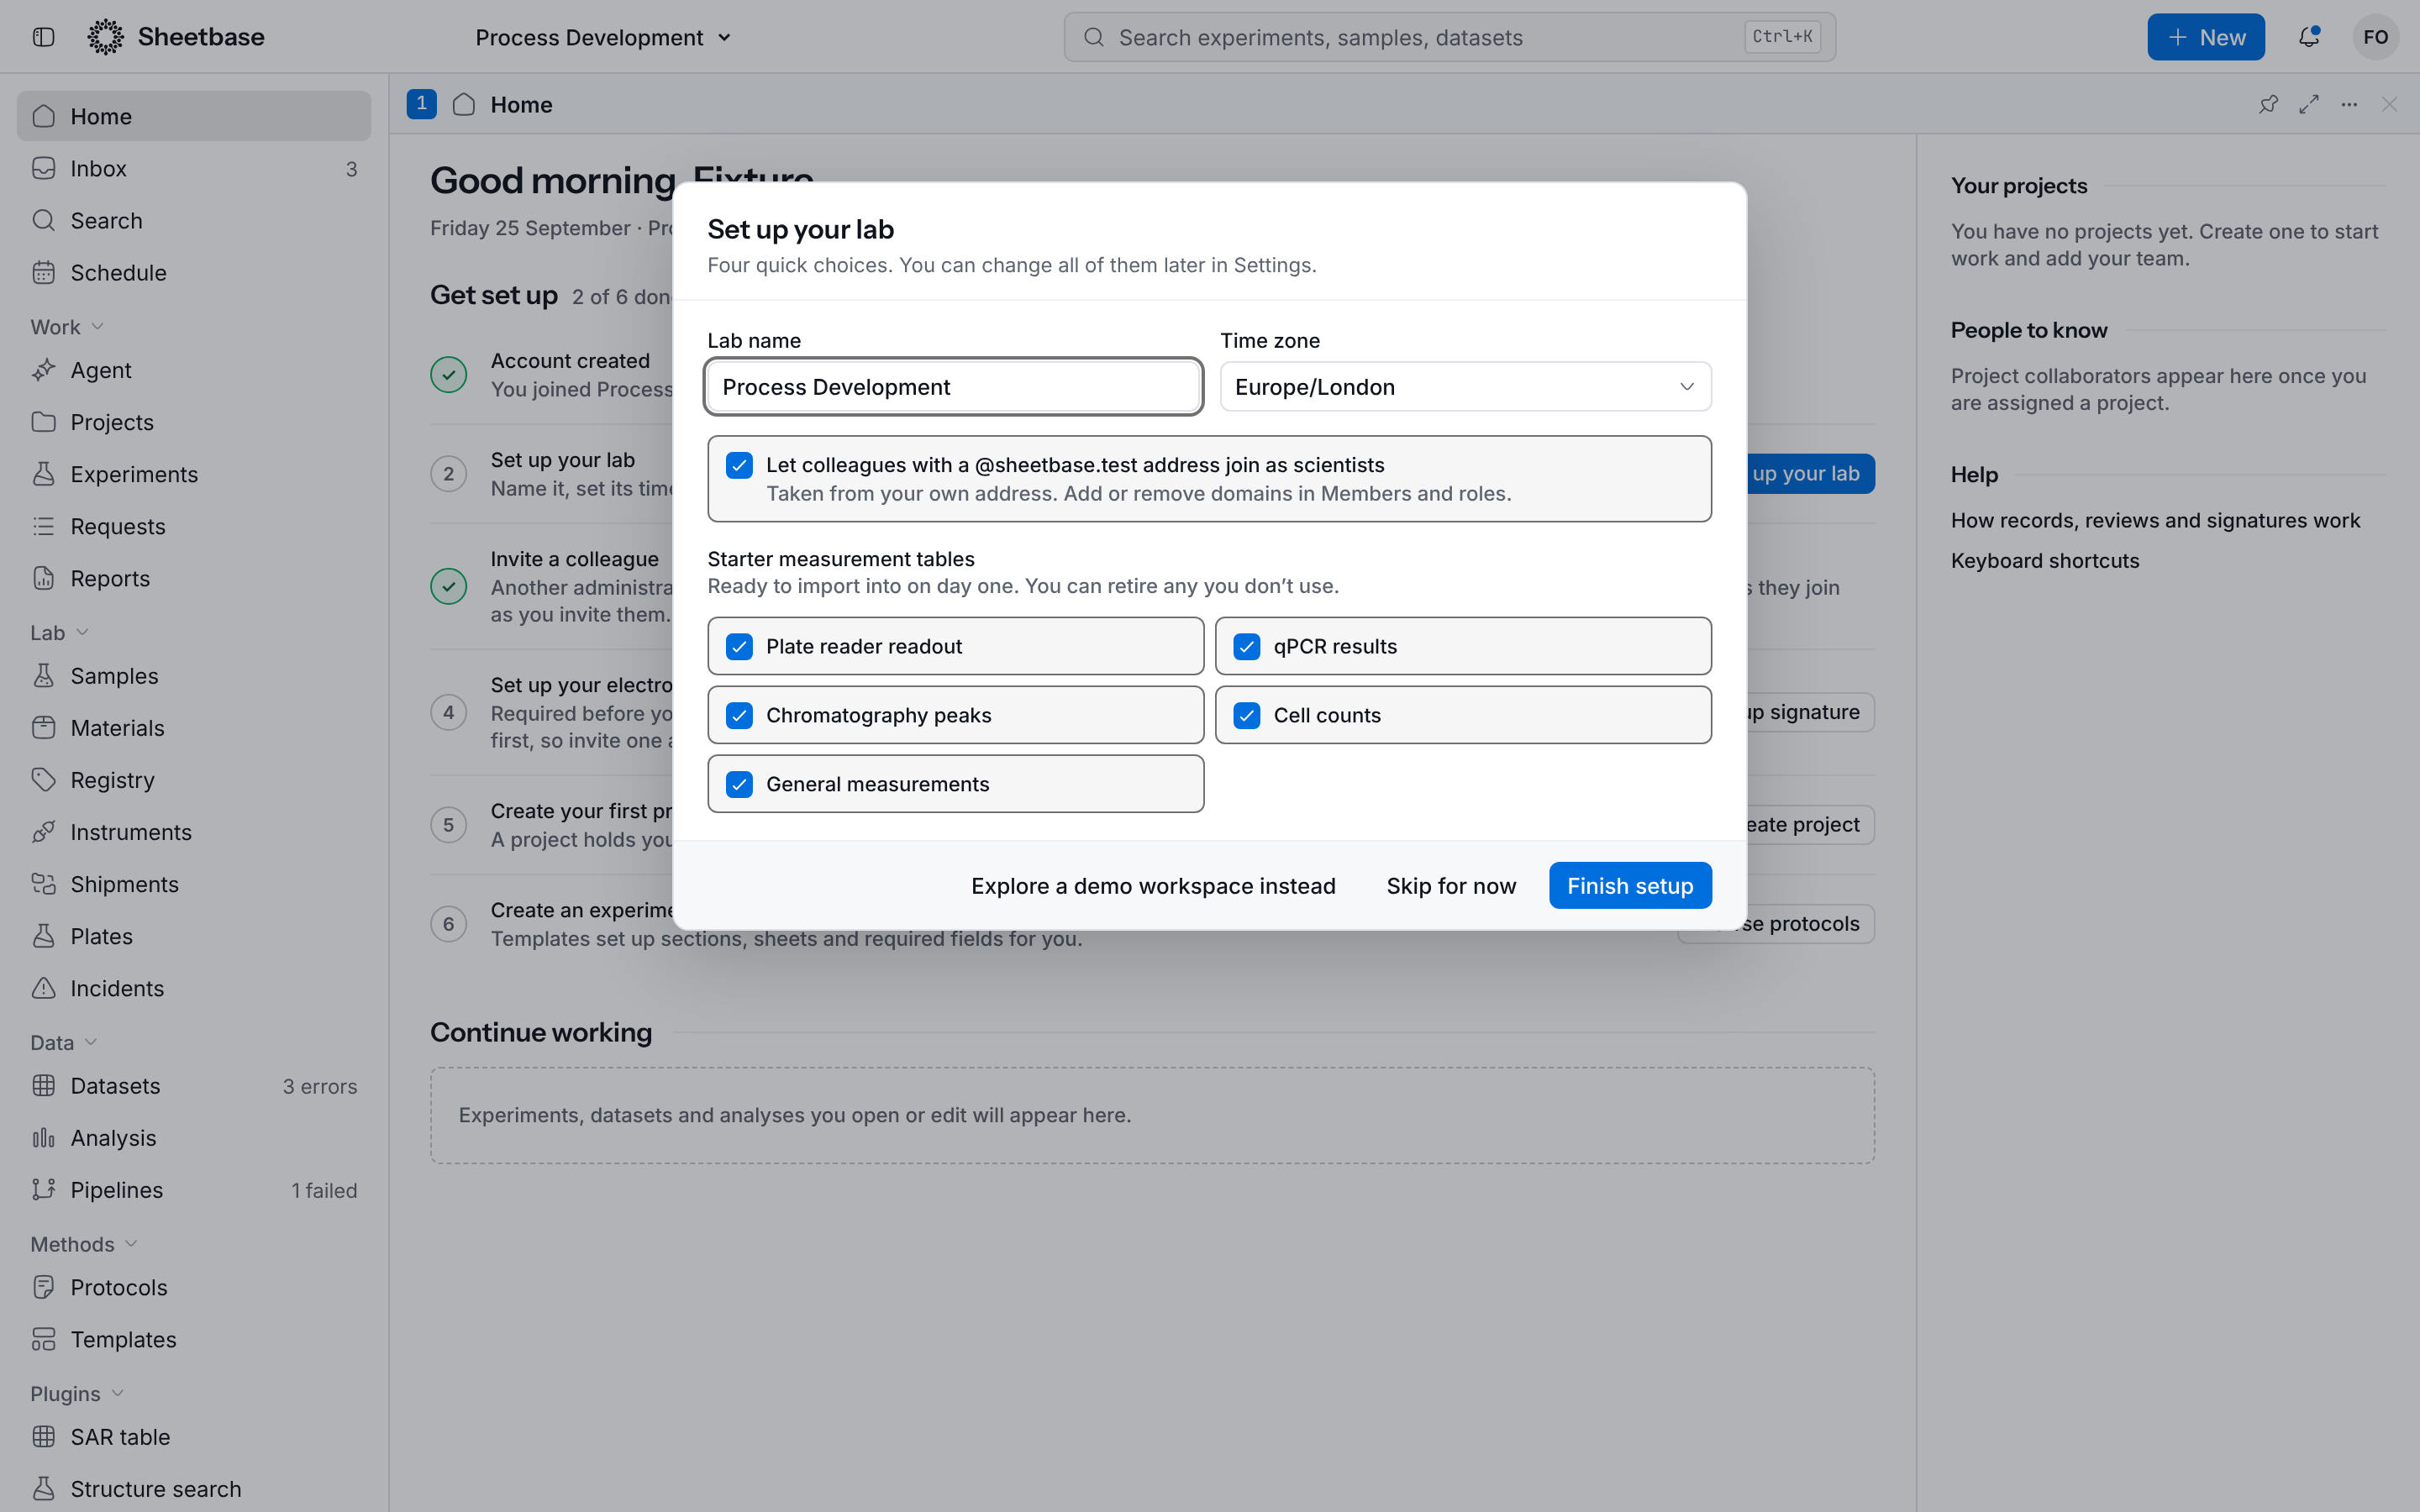 Sheetbase
Process Development
Search experiments, samples, datasets
Ctrl+K
New
FO
Home
Inbox
3
Search
Schedule
Work
Agent
Projects
Experiments
Requests
Reports
Lab
Samples
Materials
Registry
Instruments
Shipments
Plates
Incidents
Data
Datasets
3 errors
Analysis
Pipelines
1 failed
Methods
Protocols
Templates
Plugins
SAR table
Structure search
1
Home
Good morning, Fixture
Friday 25 September ·
Get set up
2 of 6
Account created
You joined Process
2
Set up your lab
Name it, set its
up your lab
Invite a colleague
Another
they join
as you invite them.
4
Set up your
Required before
first, so invite one
signature
5
Create your first
A project holds
project
6
Create an
Templates set up sections, sheets and required fields for you.
protocols
Continue working
Experiments, datasets and analyses you open or edit will appear here.
Set up your lab
Four quick choices. You can change all of them later in Settings.
Lab name
Process Development
Time zone
Europe/London
Let colleagues with a @sheetbase.test address join as scientists
Taken from your own address. Add or remove domains in Members and roles.
Starter measurement tables
Ready to import into on day one. You can retire any you don’t use.
Plate reader readout
qPCR results
Chromatography peaks
Cell counts
General measurements
Explore a demo workspace instead
Skip for now
Finish setup
Your projects
You have no projects yet. Create one to start
work and add your team.
People to know
Project collaborators appear here once you
are assigned a project.
Help
How records, reviews and signatures work
Keyboard shortcuts